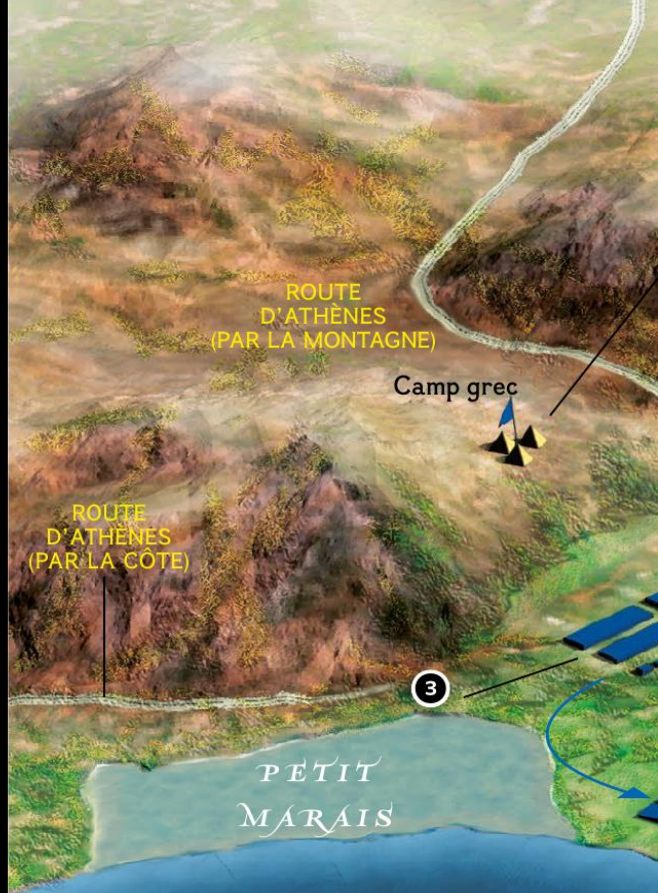 ROUTE
D'ATHÈNES
(PAR LA MONTAGNE)
Camp grec
ROUTE
D'ATHÈNES
(PAR LA CÔTE)
3
PETIT
MARAIS